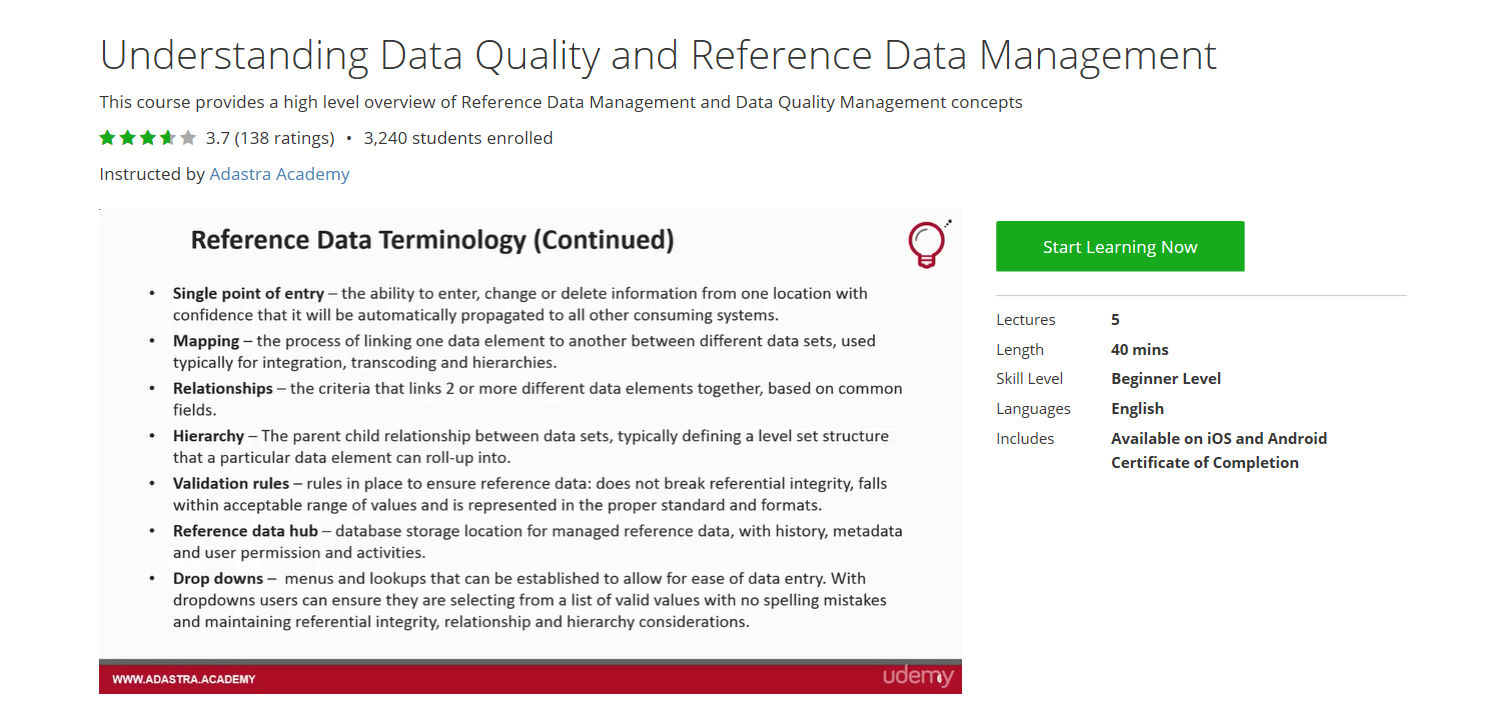 Understanding Data Quality and Reference Data Management
This course provides a high level overview of Reference Data Management and Data Quality Management concepts
3.7 (138 ratings) • 3,240 students enrolled
Instructed by Adastra Academy
Reference Data Terminology (Continued)
• Single point of entry – the ability to enter, change or delete information from one location with
confidence that it will be automatically propagated to all other consuming systems.
• Mapping – the process of linking one data element to another between different data sets, used
typically for integration, transcoding and hierarchies.
• Relationships – the criteria that links 2 or more different data elements together, based on common
fields.
• Hierarchy – The parent child relationship between data sets, typically defining a level set structure
that a particular data element can roll-up into.
• Validation rules – rules in place to ensure reference data: does not break referential integrity, falls
within acceptable range of values and is represented in the proper standard and formats.
• Reference data hub – database storage location for managed reference data, with history, metadata
and user permission and activities.
• Drop downs – menus and lookups that can be established to allow for ease of data entry. With
dropdowns users can ensure they are selecting from a list of valid values with no spelling mistakes
and maintaining referential integrity, relationship and hierarchy considerations.
WWW.ADASTRA.ACADEMY
udemy
Start Learning Now
Lectures 5
Length 40 mins
Skill Level Beginner Level
Languages English
Includes Available on iOS and Android
Certificate of Completion